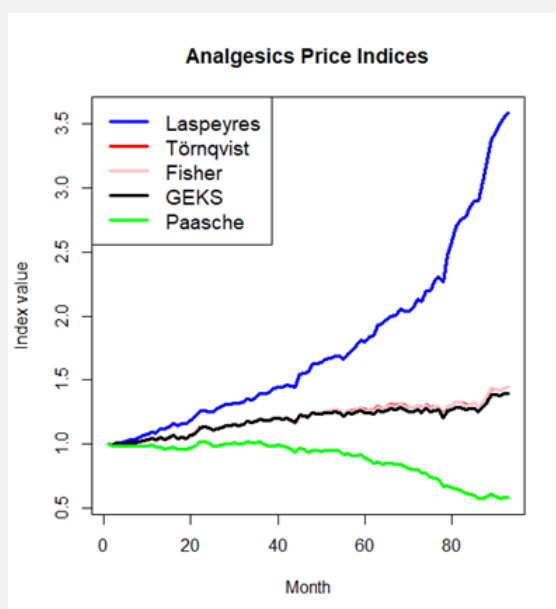 Analgesics Price Indices
Laspeyres
Törnqvist
Fisher
GEKS
Paasche
3.5
3.0
2.5
2.0
1.5
1.0
0.5
Index value
0 20 40 60 80
Month